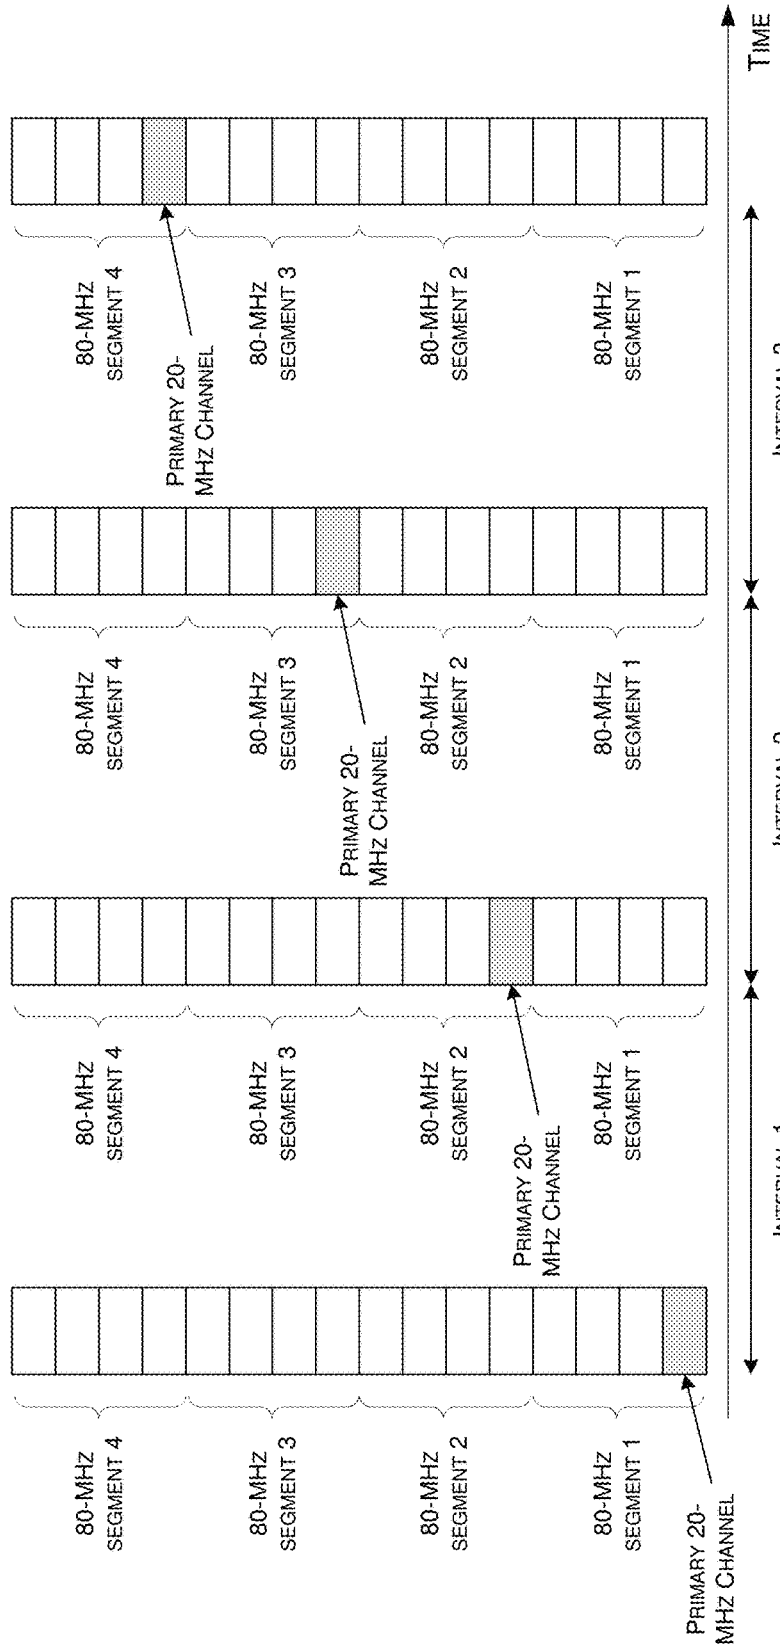 80-MHZ
SEGMENT 4
80-MHZ
SEGMENT 3
80-MHZ
SEGMENT 2
80-MHZ
SEGMENT 1
PRIMARY 20-
MHZ CHANNEL
80-MHZ
SEGMENT 4
80-MHZ
SEGMENT 3
80-MHZ
SEGMENT 2
80-MHZ
SEGMENT 1
PRIMARY 20-
MHZ CHANNEL
80-MHZ
SEGMENT 4
80-MHZ
SEGMENT 3
80-MHZ
SEGMENT 2
80-MHZ
SEGMENT 1
PRIMARY 20-
MHZ CHANNEL
80-MHZ
SEGMENT 4
80-MHZ
SEGMENT 3
80-MHZ
SEGMENT 2
80-MHZ
SEGMENT 1
PRIMARY 20-
MHZ CHANNEL
TIME